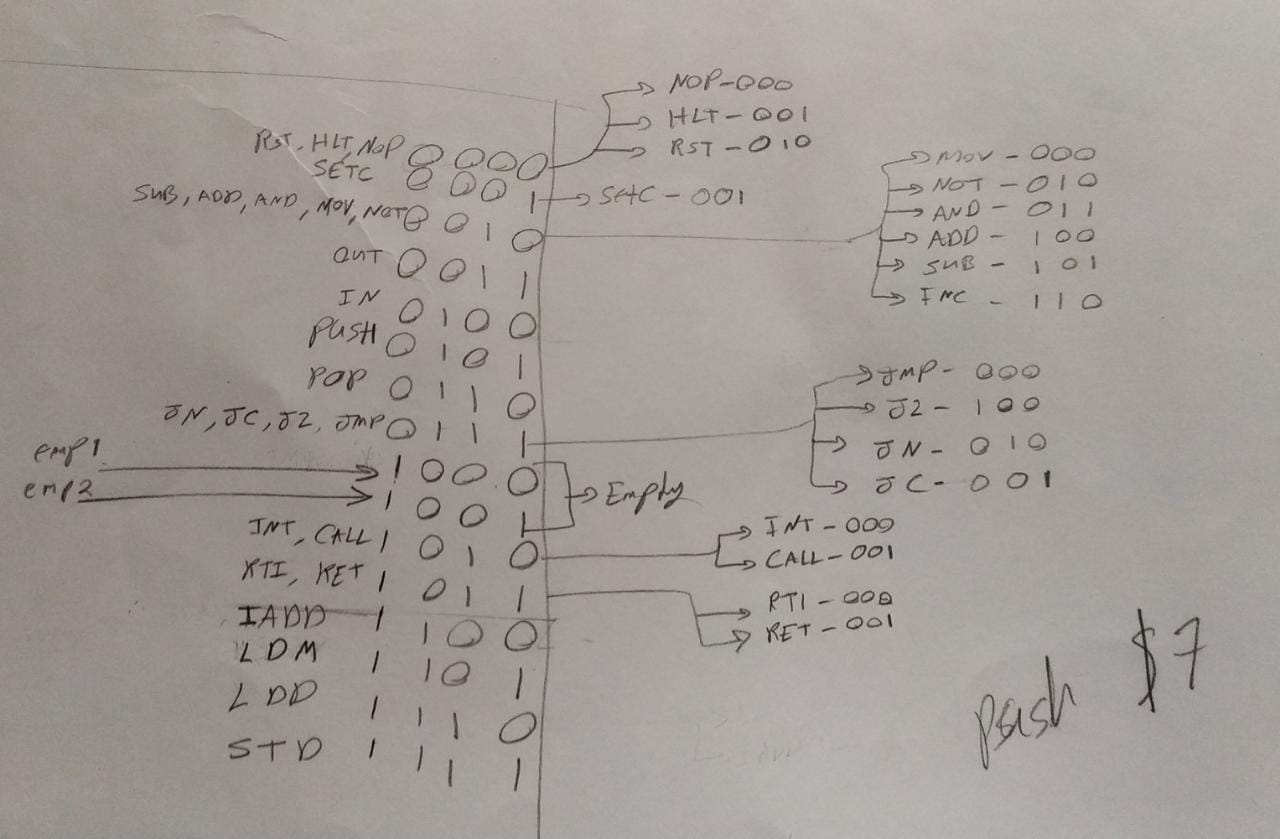 RST, HLT, NOP 0 0 0 0
NOP-000
HLT-001
RST-010
SETC 0 0 0 1
SETC-001
SUB, ADD, AND, MOV, NOT 0 0 1 0
MOV-000
NOT-010
AND-011
ADD-100
SUB-101
INC-110
OUT 0 0 1 1
IN 0 1 0 0
PUSH 0 1 0 1
POP 0 1 1 0
JN, JC, JZ, JMP 0 1 1 1
JMP-000
JZ-100
JN-010
JC-001
emp1 1 0 0 0
emp2 1 0 0 1
Empty
INT, CALL 1 0 1 0
INT-000
CALL-001
RTI, RET 1 0 1 1
RTI-000
RET-001
IADD 1 1 0 0
LDM 1 1 0 1
LDD 1 1 1 0
STD 1 1 1 1
push $7